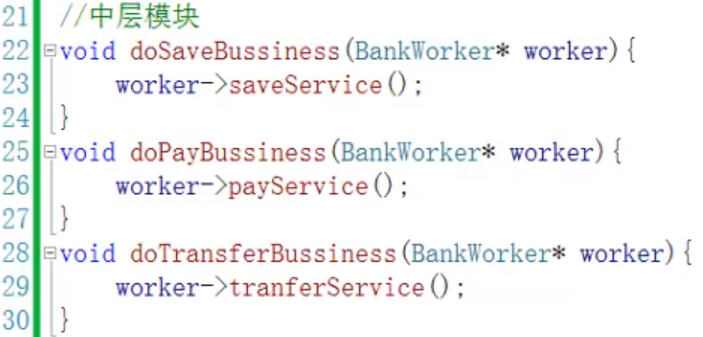 21 //中层模块
22 void doSaveBussiness(BankWorker* worker){
23 worker->saveService();
24 }
25 void doPayBussiness(BankWorker* worker){
26 worker->payService();
27 }
28 void doTransferBussiness(BankWorker* worker){
29 worker->tranferService();
30 }